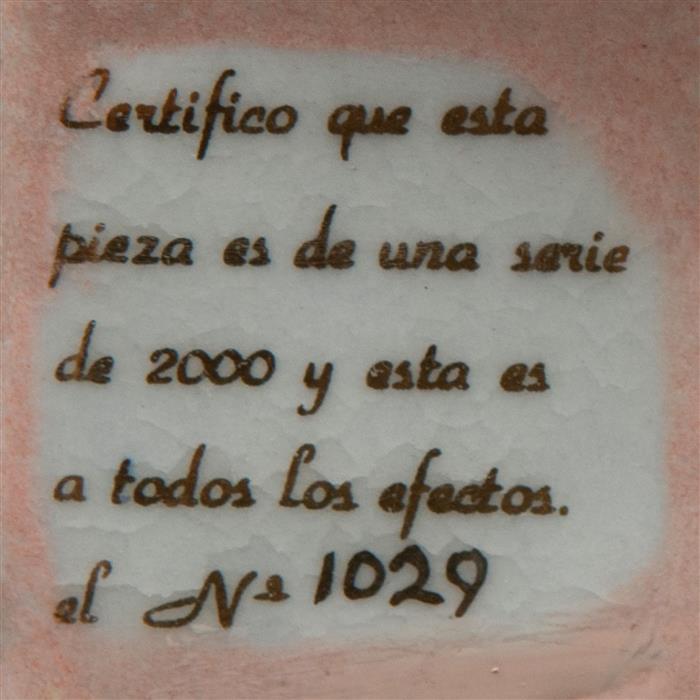 Certifico que esta
pieza es de una serie
de 2000 y esta es
a todos los efectos.
el Nº 1029